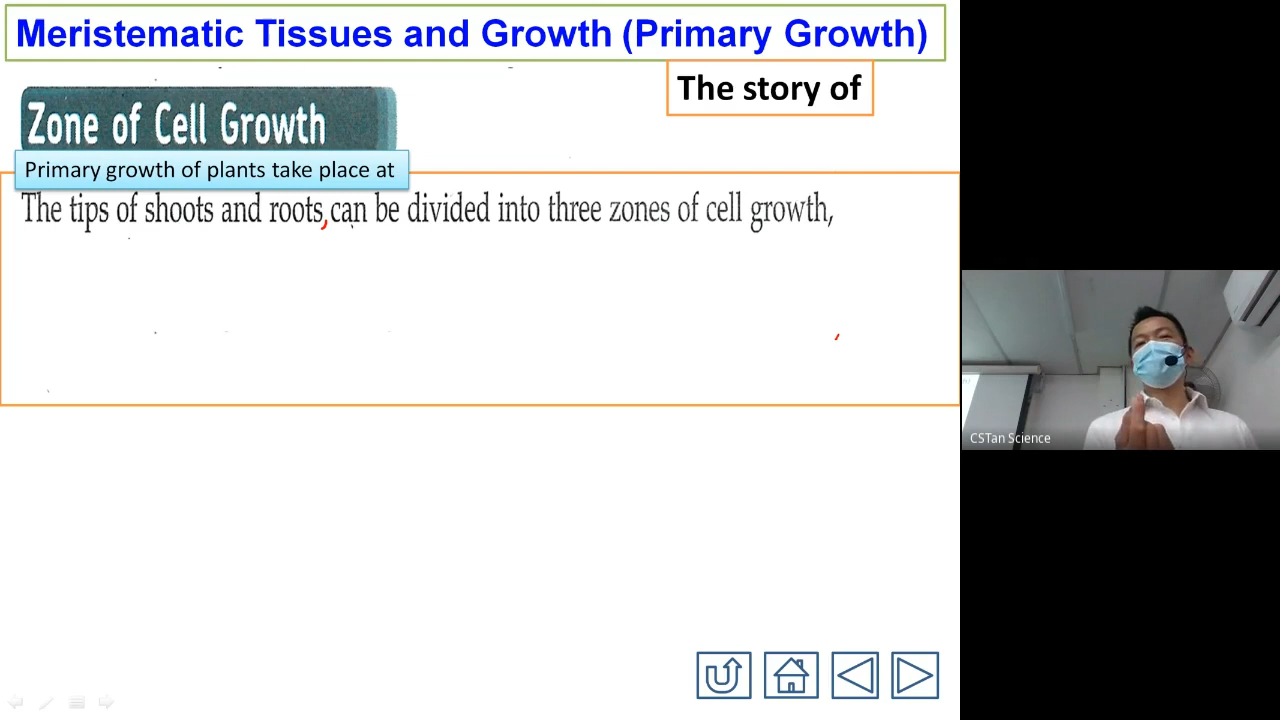 Meristematic Tissues and Growth (Primary Growth)
The story of
Zone of Cell Growth
Primary growth of plants take place at
The tips of shoots and roots, can be divided into three zones of cell growth,
CSTan Science